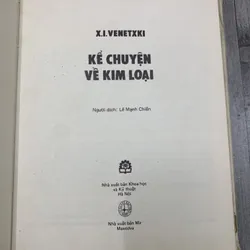 X.I.VENETXKI
KỂ CHUYỆN
VỀ KIM LOẠI
Người dịch: Lê Mạnh Chiến
Nhà xuất bản Khoa học
và Kỹ Thuật
Hà Nội
Nhà xuất bản Mir
Maxcơva